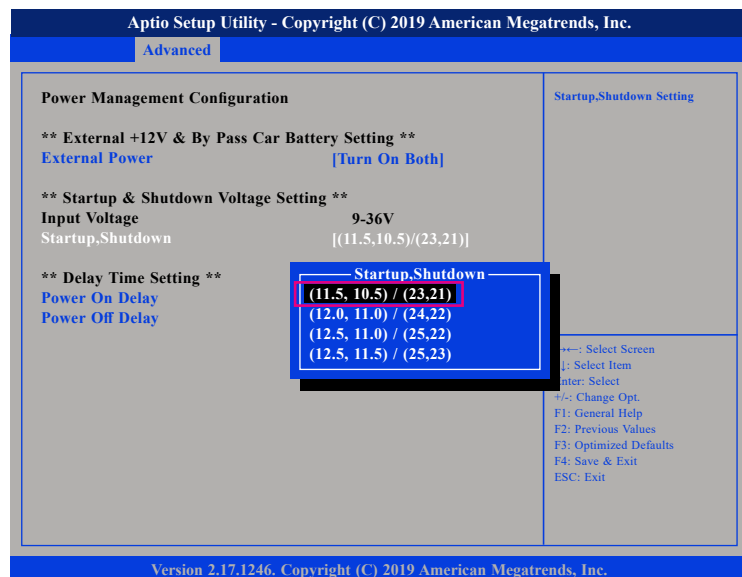 Aptio Setup Utility - Copyright (C) 2019 American Megatrends, Inc.
Advanced
Power Management Configuration
** External +12V & By Pass Car Battery Setting **
External Power [Turn On Both]
** Startup & Shutdown Voltage Setting **
Input Voltage 9-36V
Startup,Shutdown [(11.5,10.5)/(23,21)]
** Delay Time Setting **
Power On Delay
Power Off Delay
Startup,Shutdown
(11.5, 10.5) / (23,21)
(12.0, 11.0) / (24,22)
(12.5, 11.0) / (25,22)
(12.5, 11.5) / (25,23)
Startup,Shutdown Setting
→←: Select Screen
↓: Select Item
Enter: Select
+/-: Change Opt.
F1: General Help
F2: Previous Values
F3: Optimized Defaults
F4: Save & Exit
ESC: Exit
Version 2.17.1246. Copyright (C) 2019 American Megatrends, Inc.